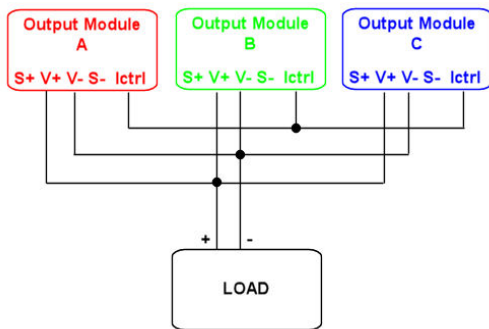 Output Module
A
S+ V+ V- S- Ictrl
Output Module
B
S+ V+ V- S- Ictrl
Output Module
C
S+ V+ V- S- Ictrl
+ -
LOAD